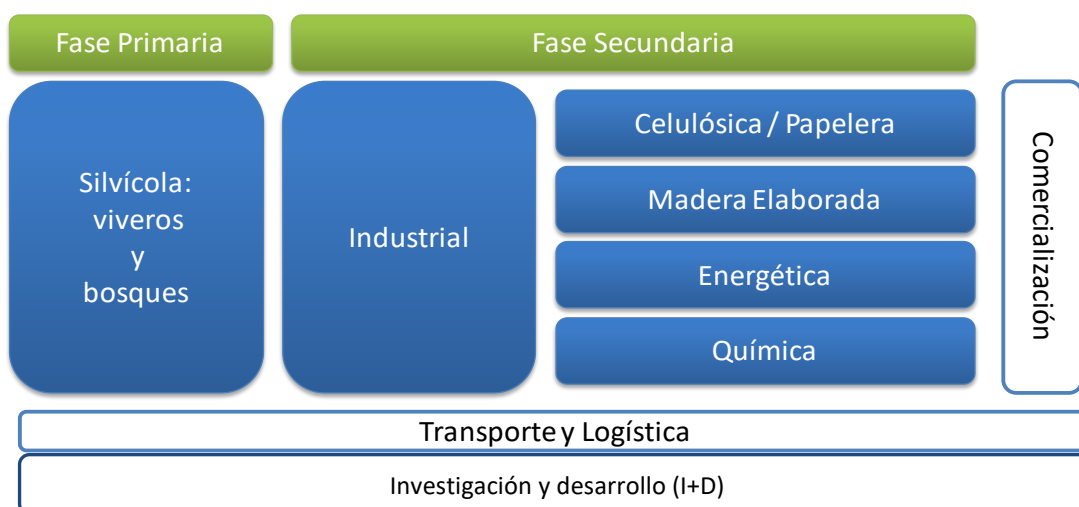 Fase Primaria
Fase Secundaria
Silvícola:
viveros
y
bosques
Industrial
Celulósica / Papelera
Madera Elaborada
Energética
Química
Comercialización
Transporte y Logística
Investigación y desarrollo (I+D)